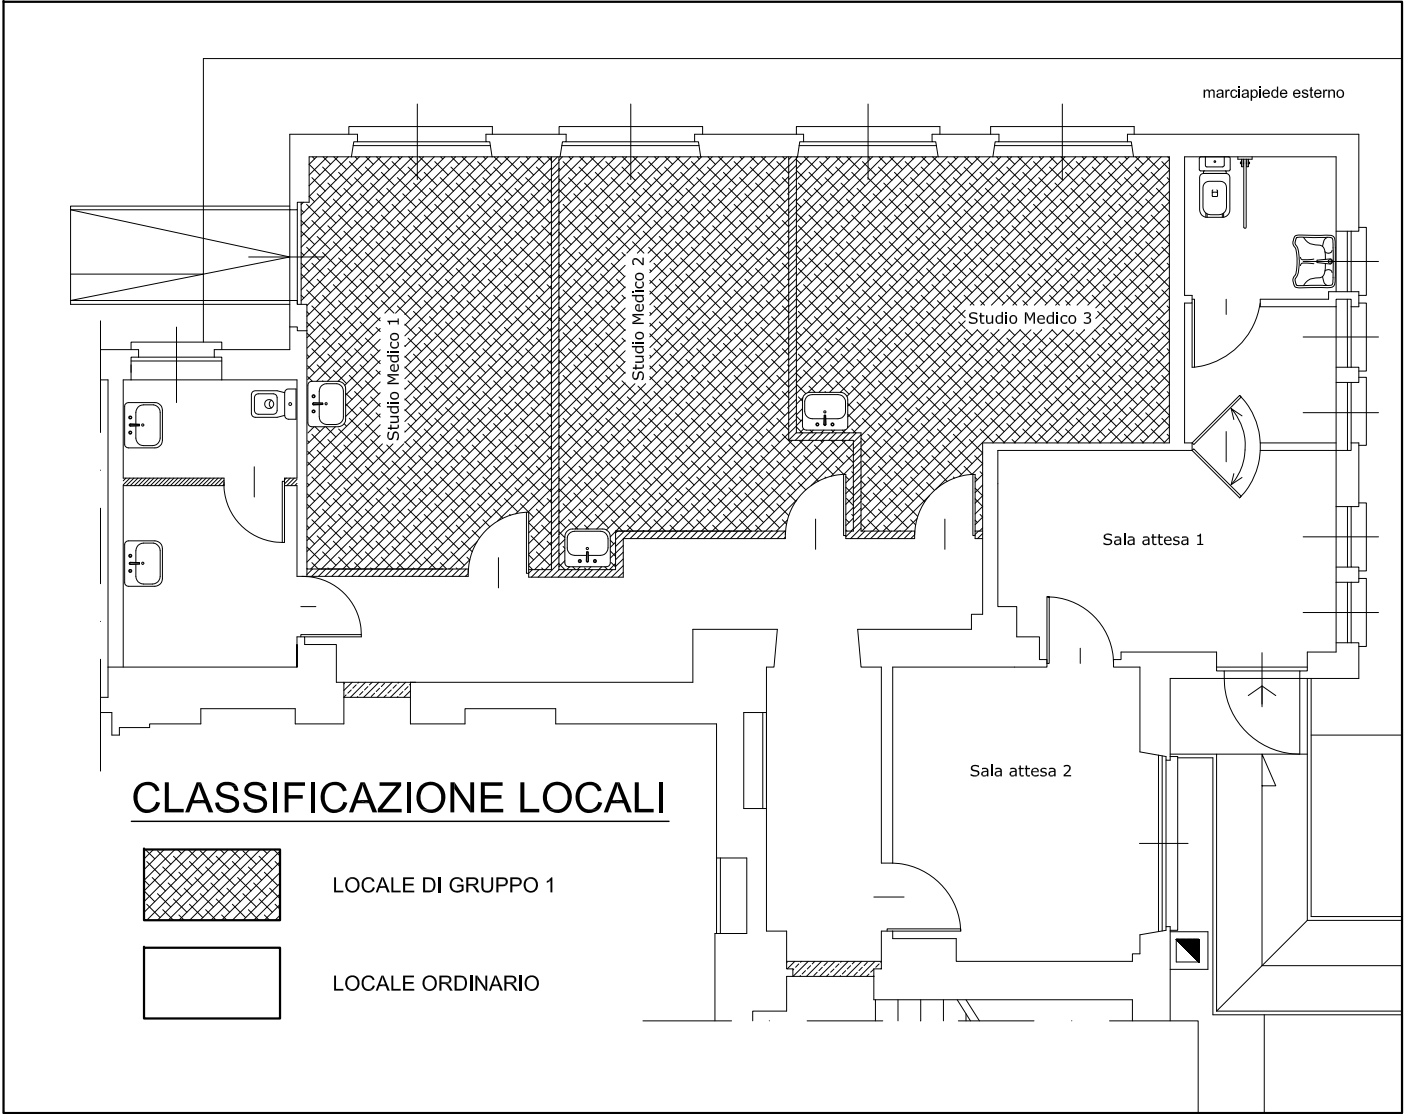 marciapiede esterno
Studio Medico 1
Studio Medico 2
Studio Medico 3
Sala attesa 1
Sala attesa 2
CLASSIFICAZIONE LOCALI
LOCALE DI GRUPPO 1
LOCALE ORDINARIO